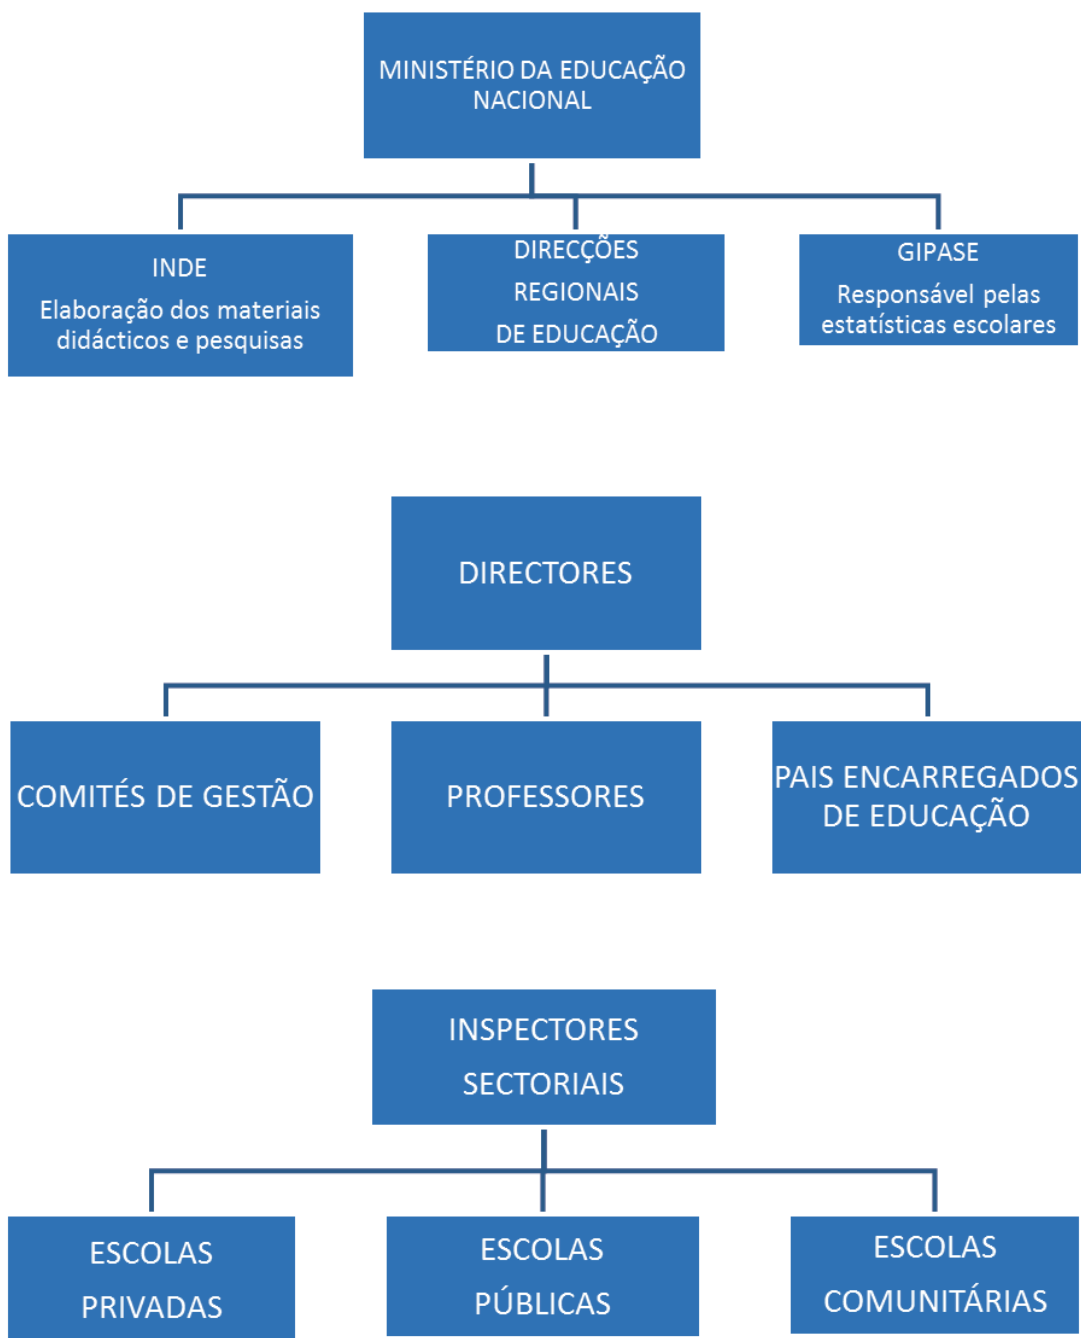 MINISTÉRIO DA EDUCAÇÃO
NACIONAL
INDE
Elaboração dos materiais
didácticos e pesquisas
DIRECÇÕES
REGIONAIS
DE EDUCAÇÃO
GIPASE
Responsável pelas
estatísticas escolares
DIRECTORES
COMITÉS DE GESTÃO
PROFESSORES
PAIS ENCARREGADOS
DE EDUCAÇÃO
INSPECTORES
SECTORIAIS
ESCOLAS
PRIVADAS
ESCOLAS
PÚBLICAS
ESCOLAS
COMUNITÁRIAS